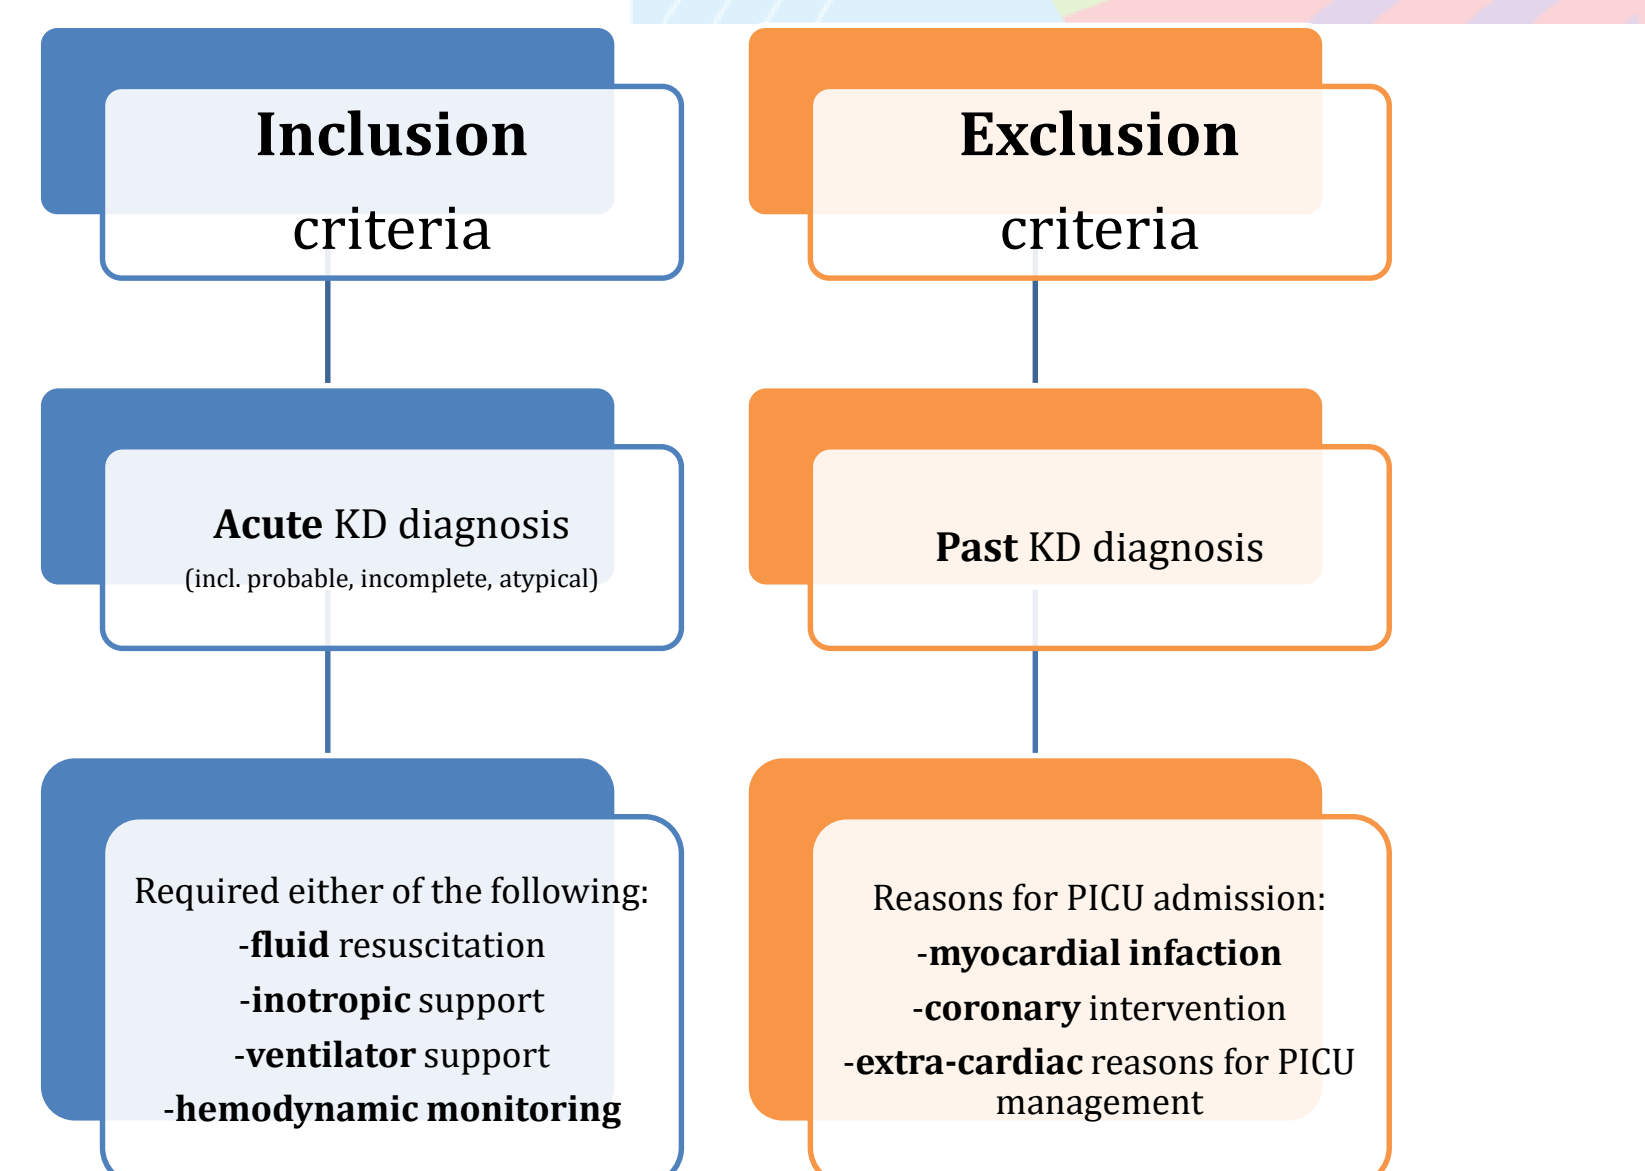 Inclusion
criteria
Acute KD diagnosis
(incl. probable, incomplete, atypical)
Required either of the following:
-fluid resuscitation
-inotropic support
-ventilator support
-hemodynamic monitoring
Exclusion
criteria
Past KD diagnosis
Reasons for PICU admission:
-myocardial infaction
-coronary intervention
-extra-cardiac reasons for PICU
management